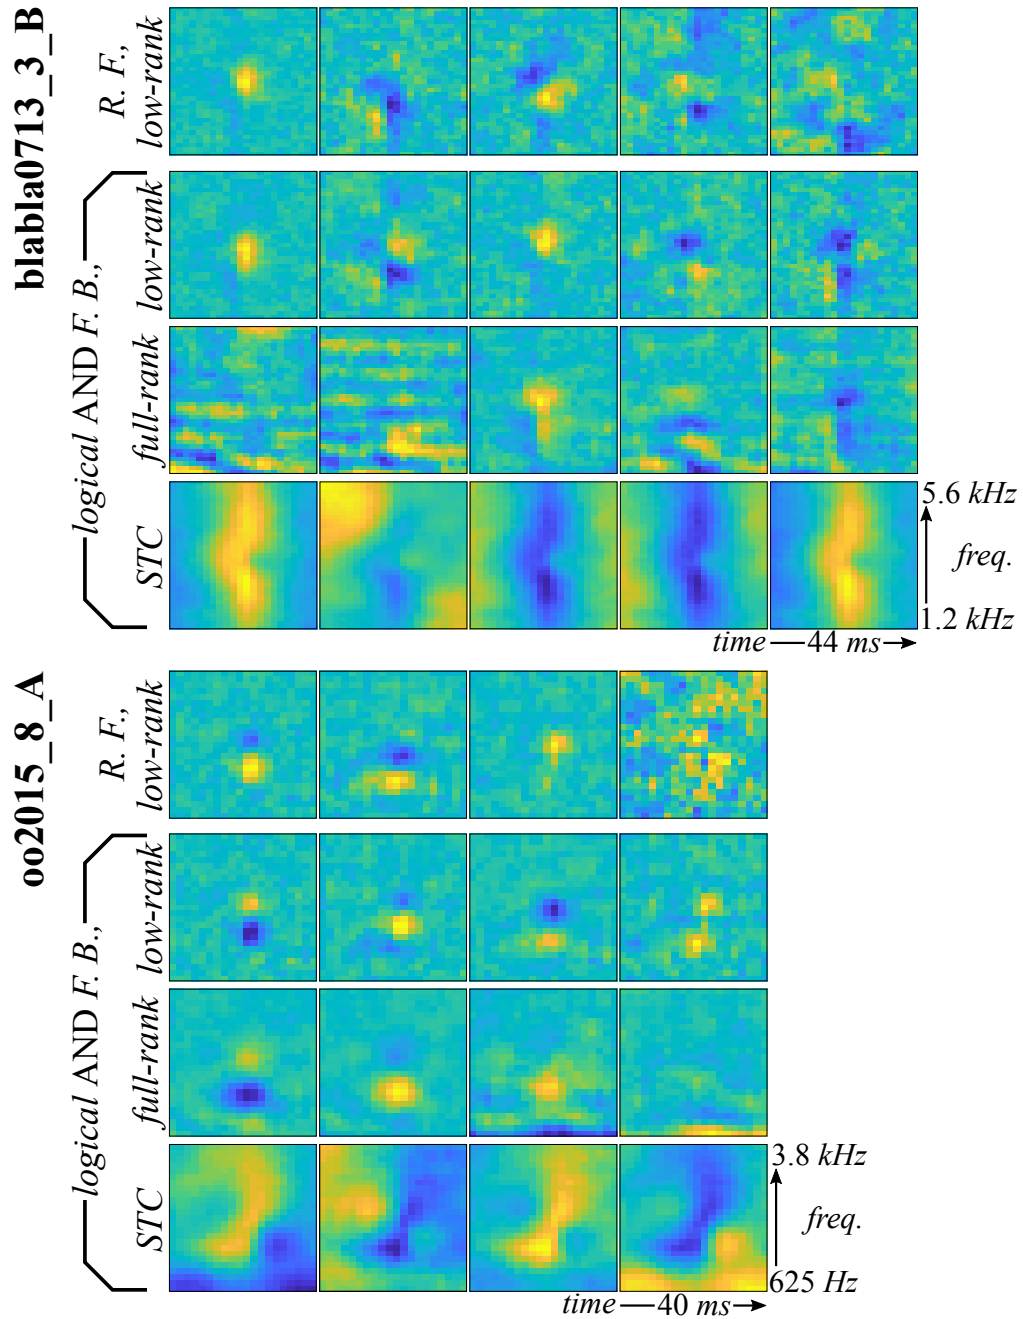 blabla0713_3_B
R. F.,
low-rank
logical AND F. B.,
low-rank
full-rank
STC
5.6 kHz
freq.
1.2 kHz
time 44 ms
oo2015_8_A
R. F.,
low-rank
logical AND F. B.,
low-rank
full-rank
STC
3.8 kHz
freq.
625 Hz
time 40 ms